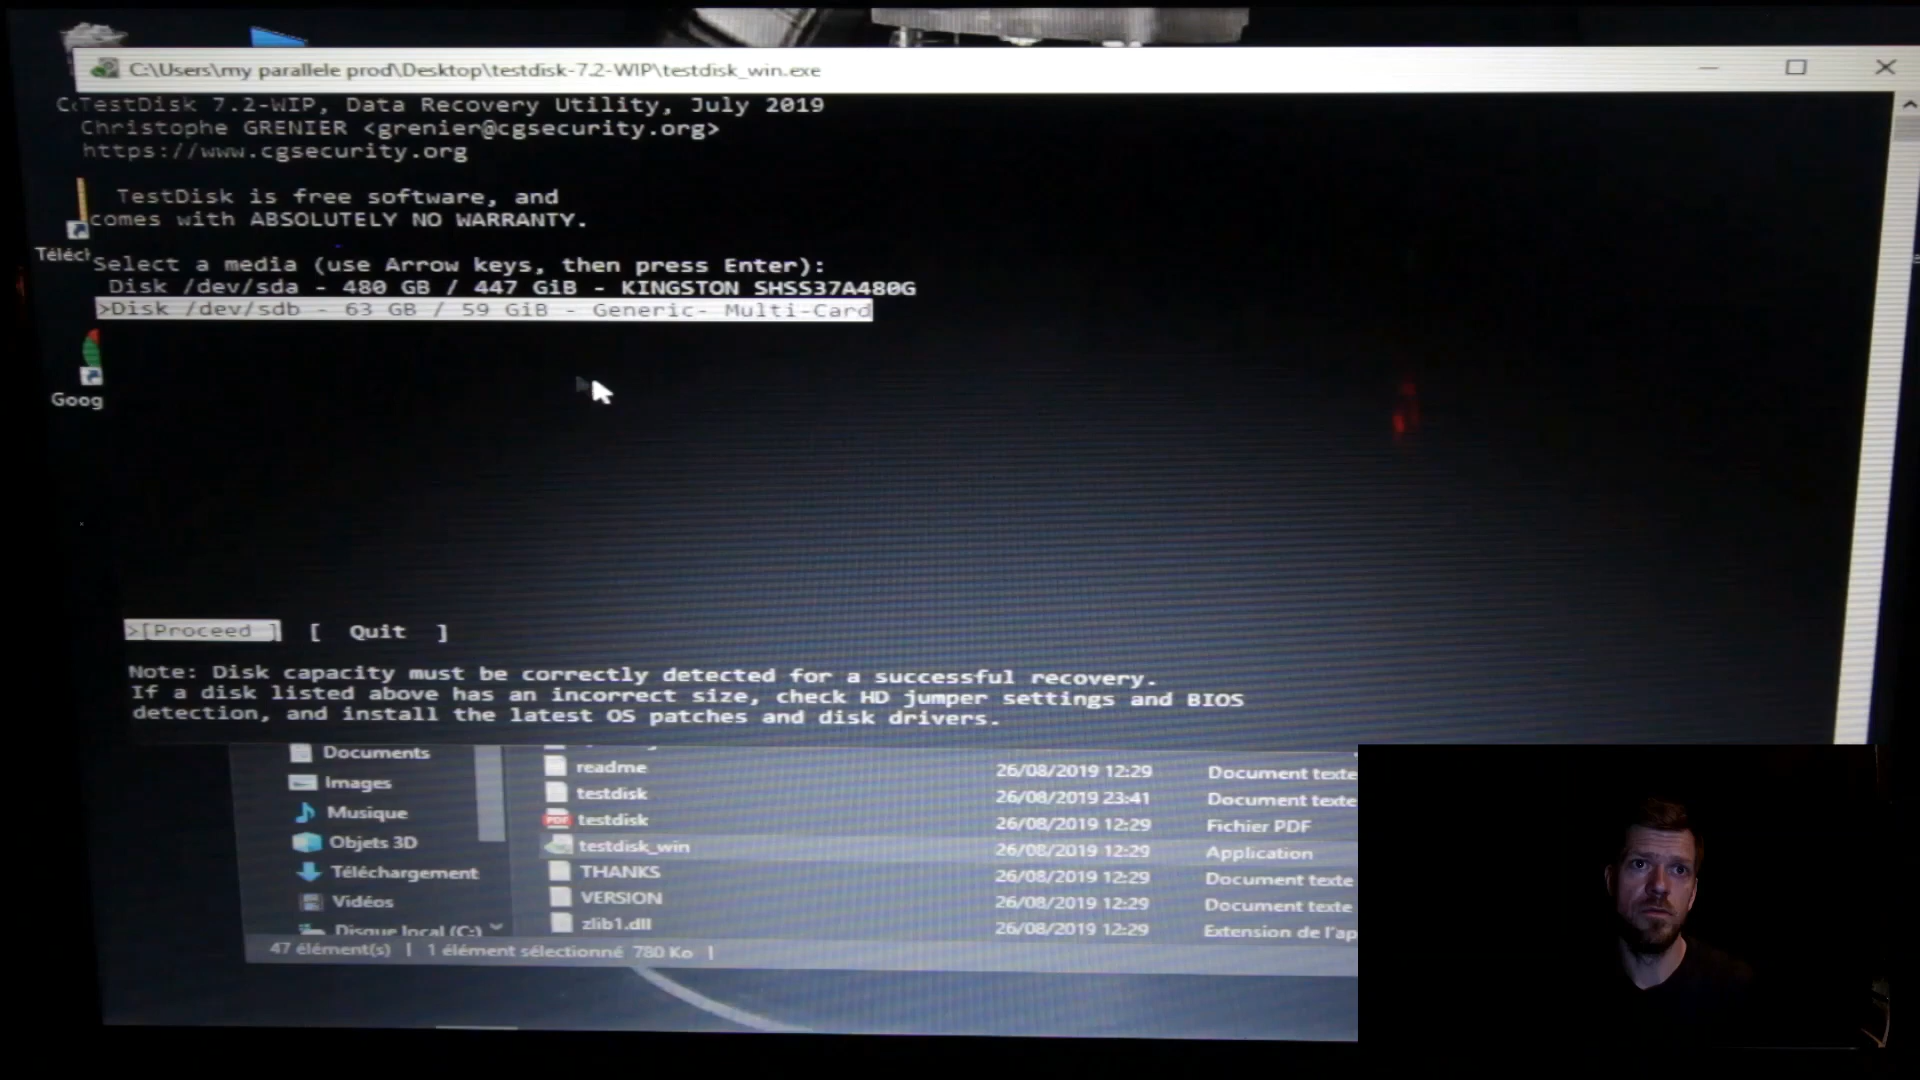 C:\Users\my parallele prod\Desktop\testdisk-7.2-WIP\testdisk_win.exe
TestDisk 7.2-WIP, Data Recovery Utility, July 2019
Christophe GRENIER <grenier@cgsecurity.org>
https://www.cgsecurity.org
TestDisk is free software, and
comes with ABSOLUTELY NO WARRANTY.
Select a media (use Arrow keys, then press Enter):
Disk /dev/sda - 480 GB / 447 GiB - KINGSTON SHSS37A480G
>Disk /dev/sdb - 63 GB / 59 GiB - Generic- Multi-Card
Goog
>[Proceed ] [ Quit ]
Note: Disk capacity must be correctly detected for a successful recovery.
If a disk listed above has an incorrect size, check HD jumper settings and BIOS
detection, and install the latest OS patches and disk drivers.
Documents
Images
Musique
Objets 3D
Téléchargement
Vidéos
Disque local (C:)
readme 26/08/2019 12:29 Document texte
testdisk 26/08/2019 23:41 Document texte
PDF testdisk 26/08/2019 12:29 Fichier PDF
testdisk_win 26/08/2019 12:29 Application
THANKS 26/08/2019 12:29 Document texte
VERSION 26/08/2019 12:29 Document texte
zlib1.dll 26/08/2019 12:29 Extension de l'ap
47 élément(s) | 1 élément sélectionné 780 Ko |